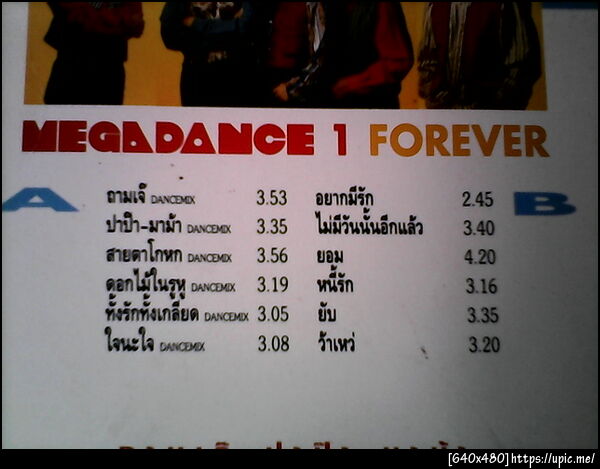 MEGADANCE 1 FOREVER
A
ถามเจ๊ DANCEMIX 3.53
ปาป๊า-มาม้า DANCEMIX 3.35
สายตาโกหก DANCEMIX 3.56
ดอกไม้ในรูหู DANCEMIX 3.19
ทั้งรักทั้งเกลียด DANCEMIX 3.05
ใจนะใจ DANCEMIX 3.08
B
อยากมีรัก 2.45
ไม่มีวันนั้นอีกแล้ว 3.40
ยอม 4.20
หนี้รัก 3.16
ยับ 3.35
ว้าเหว่ 3.20
[640x480]https://upic.me/